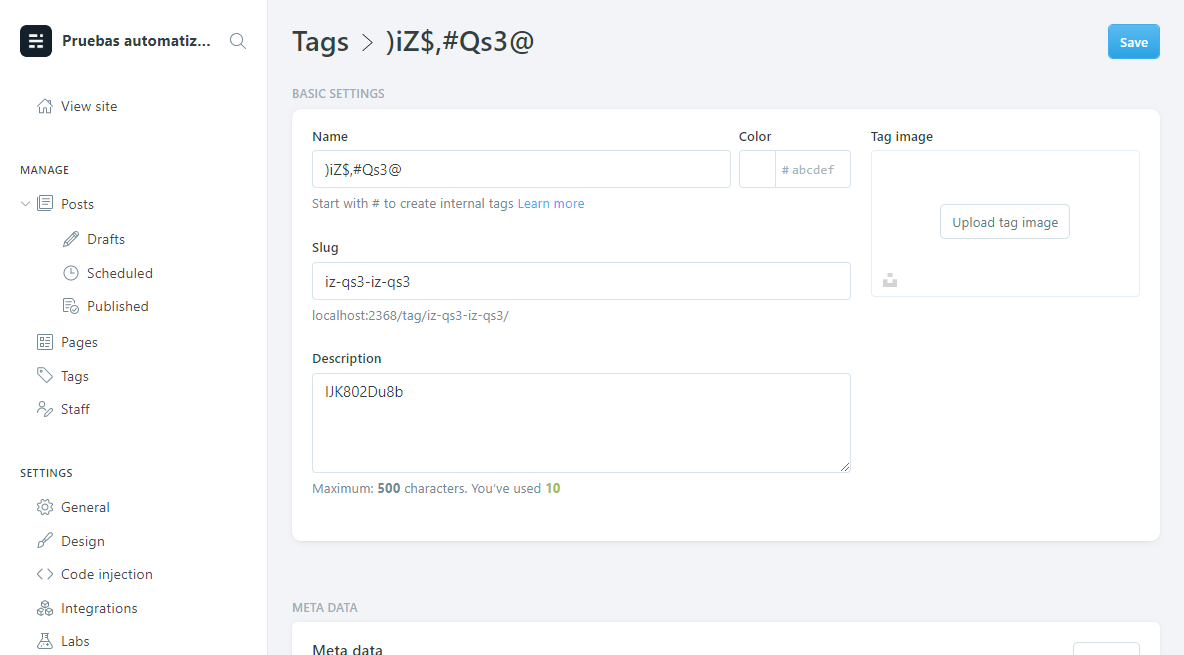 Pruebas automatiz...
View site
MANAGE
Posts
Drafts
Scheduled
Published
Pages
Tags
Staff
SETTINGS
General
Design
Code injection
Integrations
Labs
Tags > )iZ$,#Qs3@
Save
BASIC SETTINGS
Name
)iZ$,#Qs3@
Start with # to create internal tags Learn more
Color
# abcdef
Tag image
Upload tag image
Slug
iz-qs3-iz-qs3
localhost:2368/tag/iz-qs3-iz-qs3/
Description
IJK802Du8b
Maximum: 500 characters. You've used 10
META DATA
Meta data